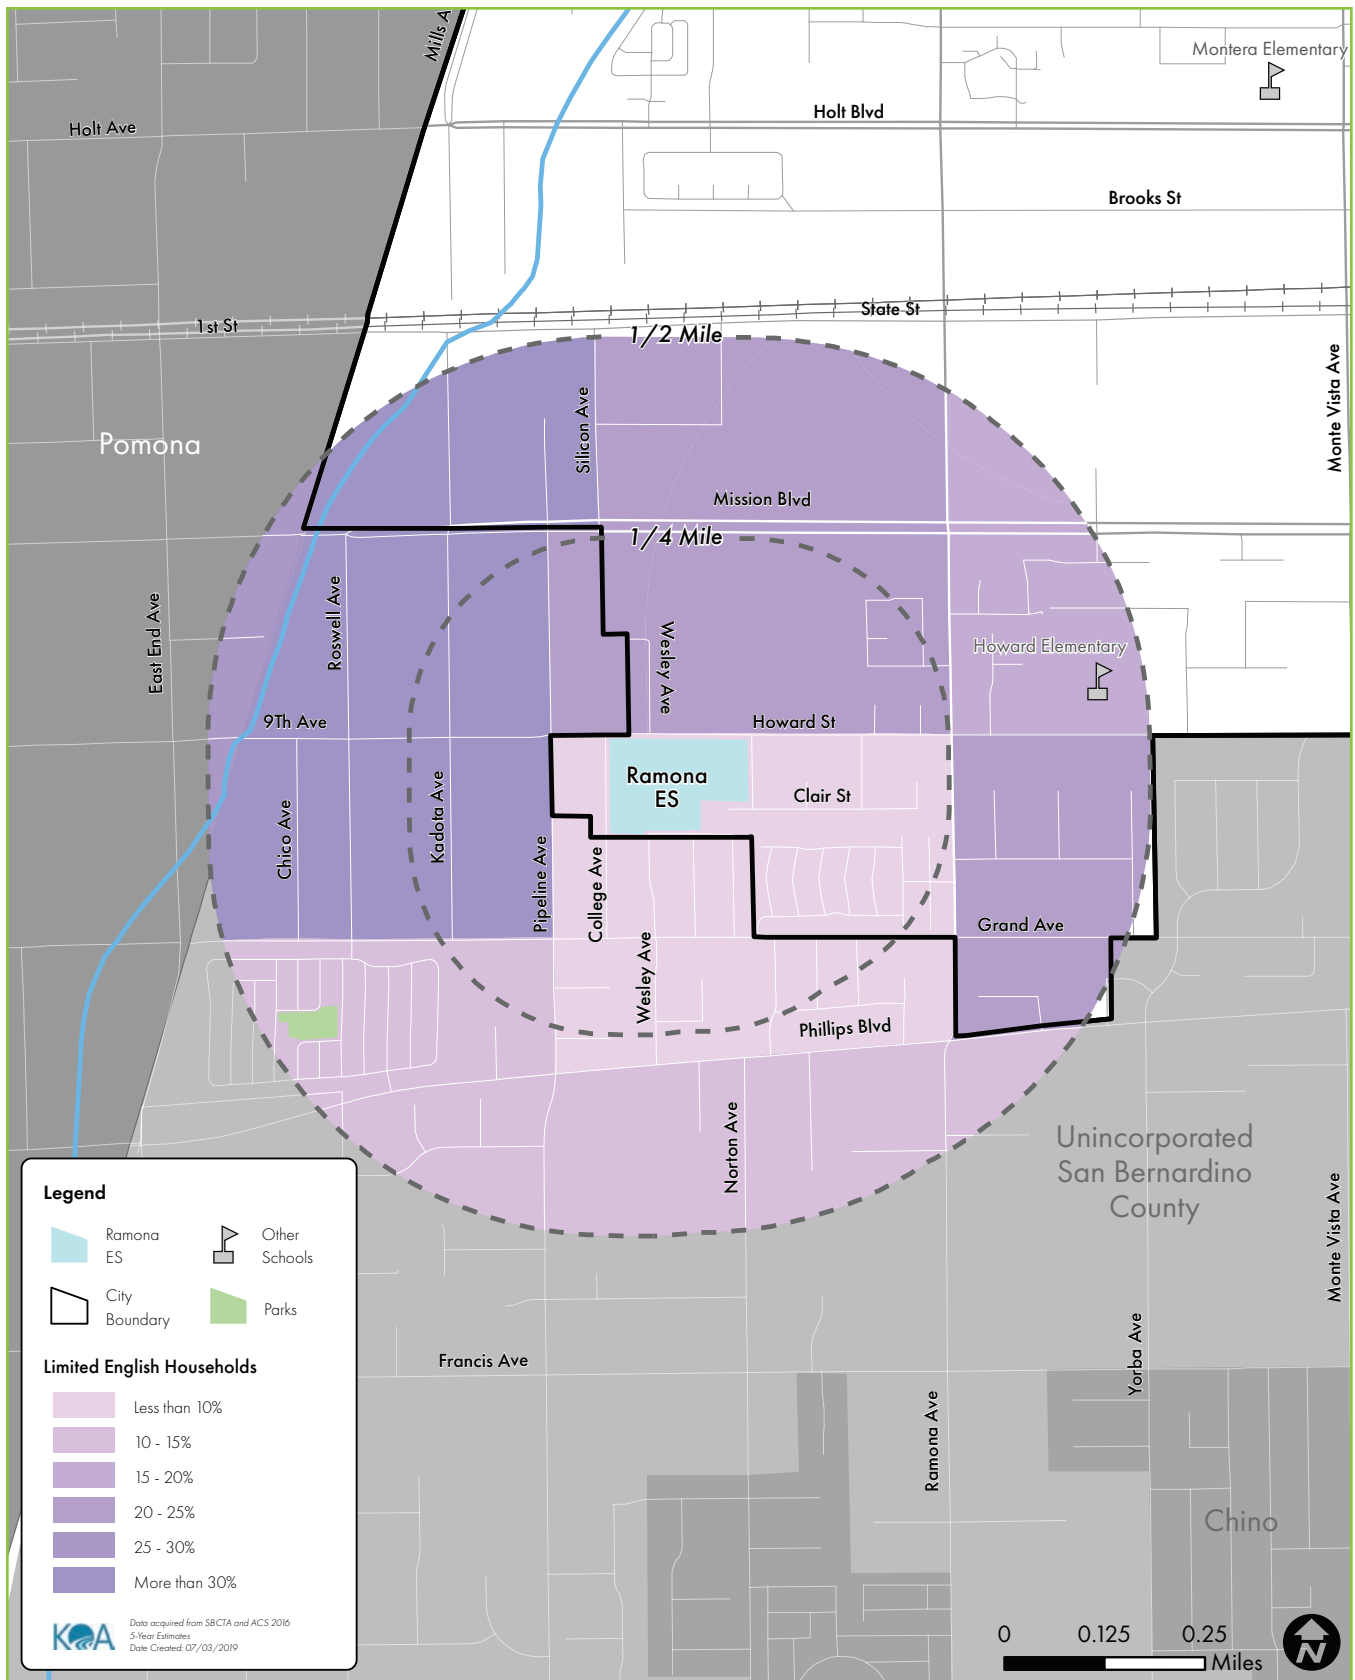 Mills A
Montera Elementary
Holt Ave
Holt Blvd
Brooks St
State St
1st St
1/2 Mile
Monte Vista Ave
Silicon Ave
Pomona
Mission Blvd
1/4 Mile
East End Ave
Roswell Ave
Wesley Ave
Howard Elementary
9Th Ave
Howard St
Ramona
ES
Clair St
Chico Ave
Kadota Ave
Pipeline Ave
College Ave
Grand Ave
Wesley Ave
Phillips Blvd
Norton Ave
Unincorporated
San Bernardino
County
Monte Vista Ave
Legend
Ramona
ES
Other
Schools
City
Boundary
Parks
Limited English Households
Less than 10%
10 - 15%
15 - 20%
20 - 25%
25 - 30%
More than 30%
KOA
Data acquired from SBCTA and ACS 2016
5-Year Estimates
Date Created: 07/03/2019
Francis Ave
Yorba Ave
Ramona Ave
Chino
0 0.125 0.25
Miles
N